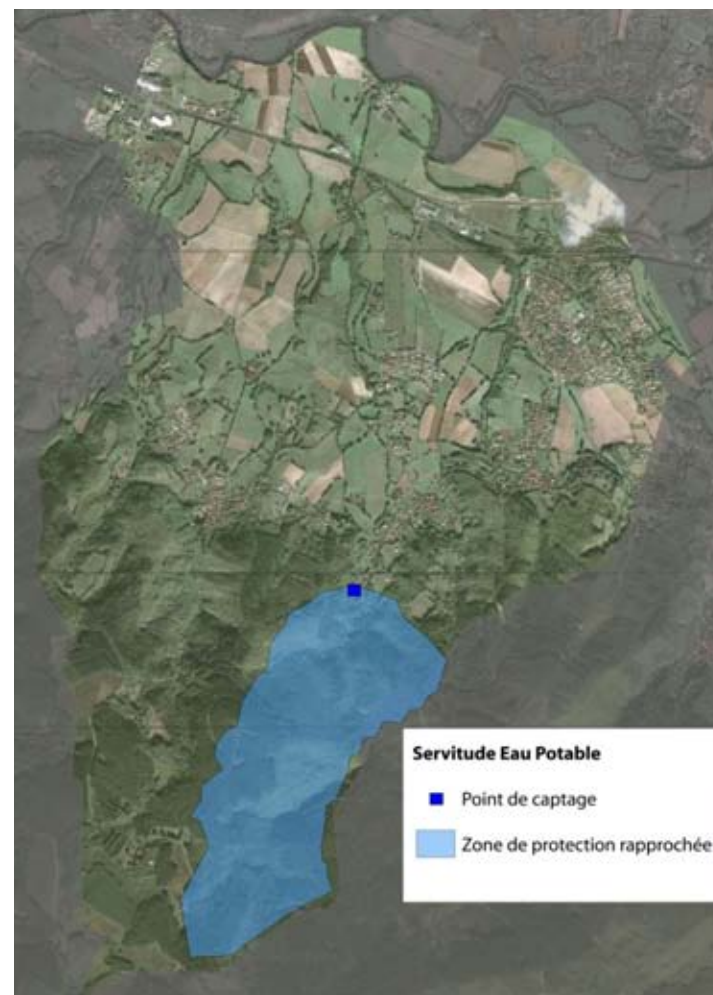 Servitude Eau Potable
Point de captage
Zone de protection rapprochée